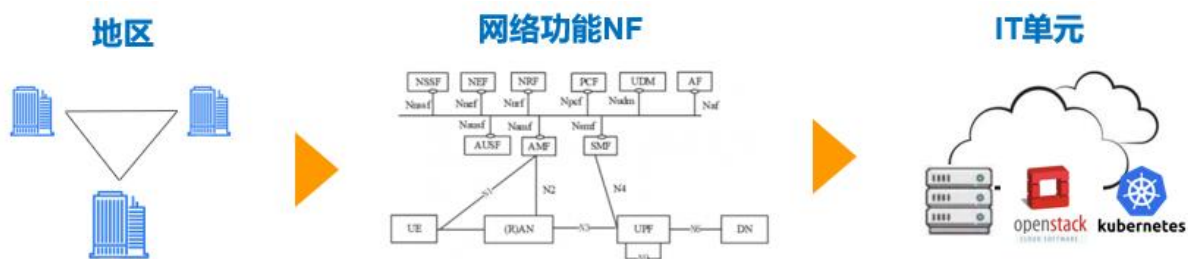 地区
网络功能NF
IT单元
NSSF NEF NRF PCF UDM AF
Nnssf Nnef Nnrf Npcf Nudm Naf
Nausf Namf Nsmf
AUSF AMF SMF
N1 N2 N4
UE (R)AN N3 UPF N6 DN
openstack
CLOUD SOFTWARE
kubernetes